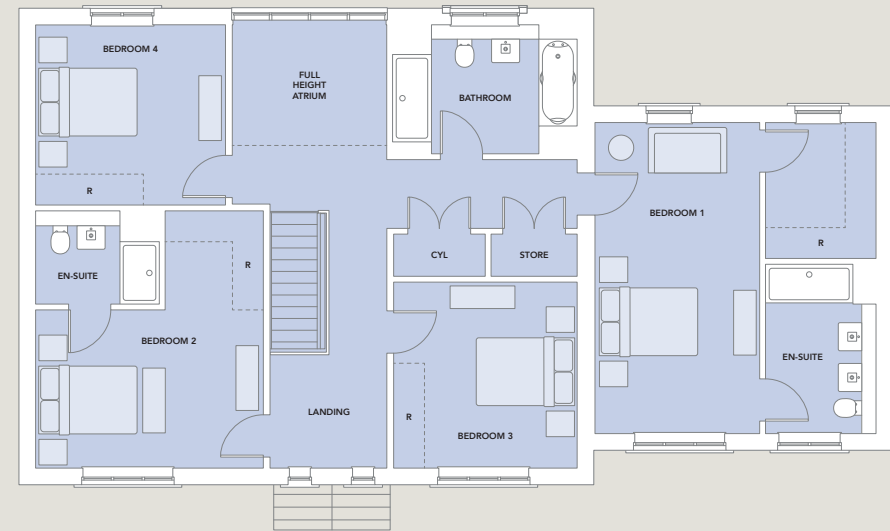 BEDROOM 4
FULL
HEIGHT
ATRIUM
BATHROOM
R
BEDROOM 1
R
EN-SUITE
R
CYL
STORE
BEDROOM 2
EN-SUITE
LANDING
R
BEDROOM 3